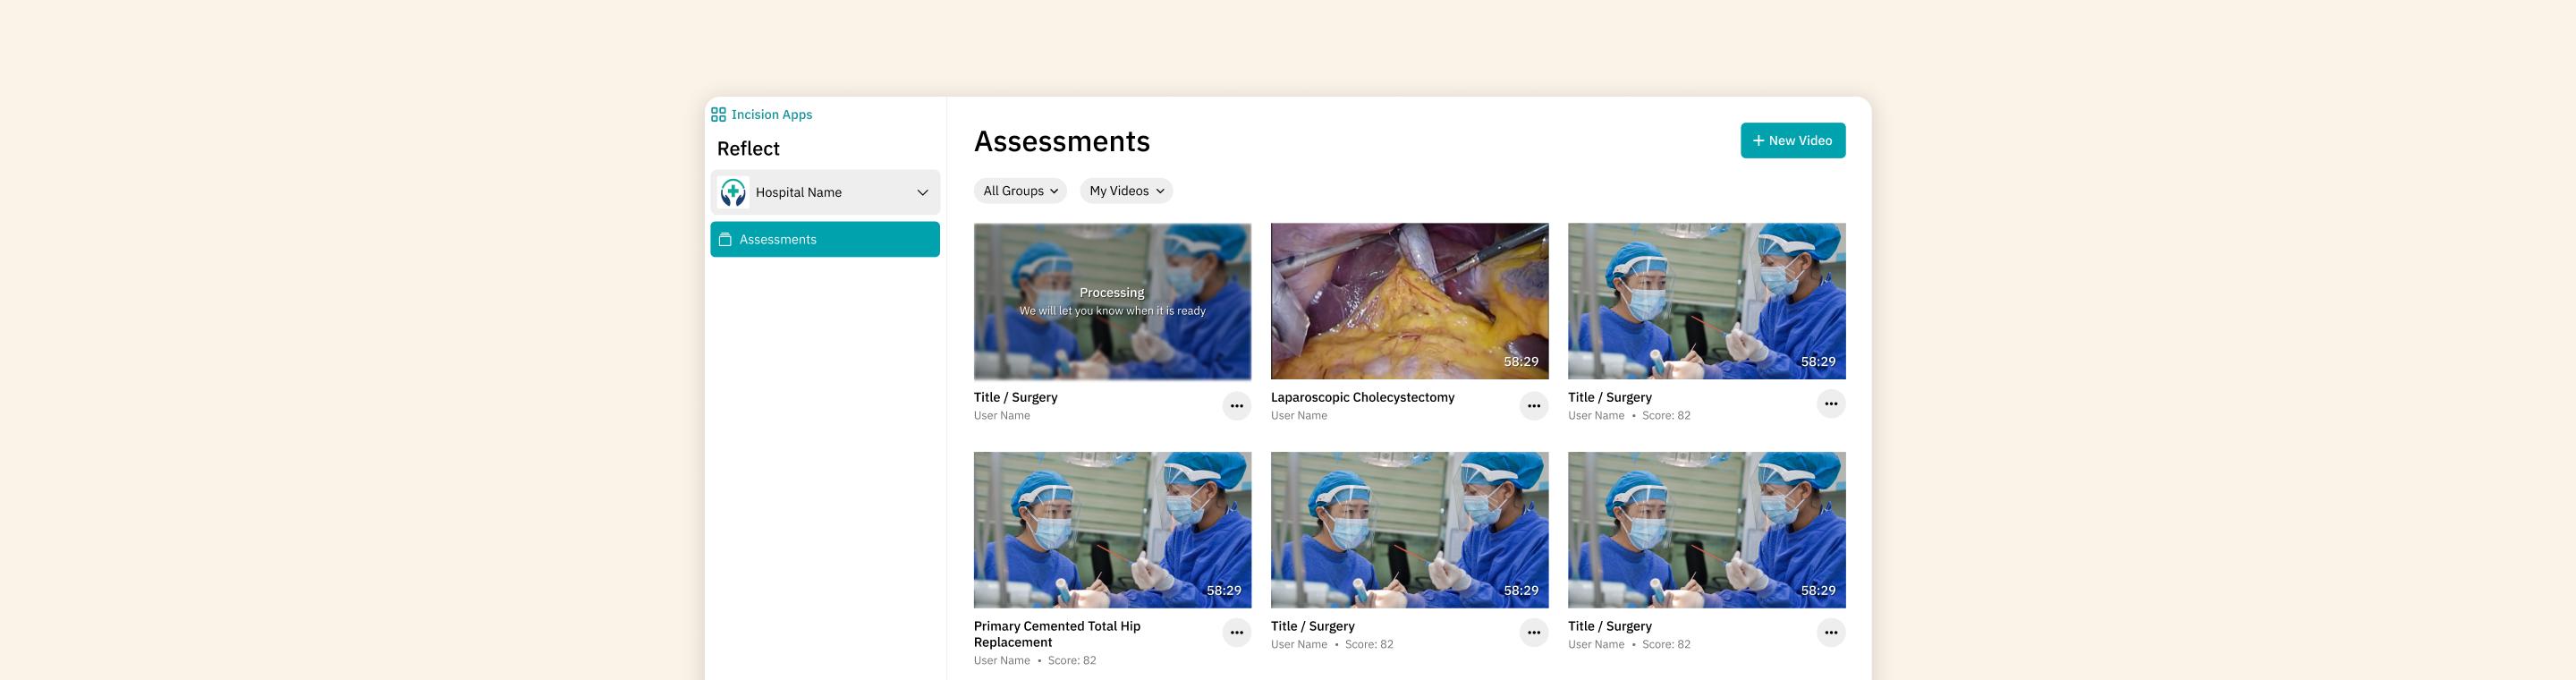 Incision Apps
Reflect
Hospital Name
Assessments
Assessments
+ New Video
All Groups
My Videos
Processing
We will let you know when it is ready
Title / Surgery
User Name
58:29
Laparoscopic Cholecystectomy
User Name
58:29
Title / Surgery
User Name • Score: 82
58:29
Primary Cemented Total Hip
Replacement
User Name • Score: 82
58:29
Title / Surgery
User Name • Score: 82
58:29
Title / Surgery
User Name • Score: 82